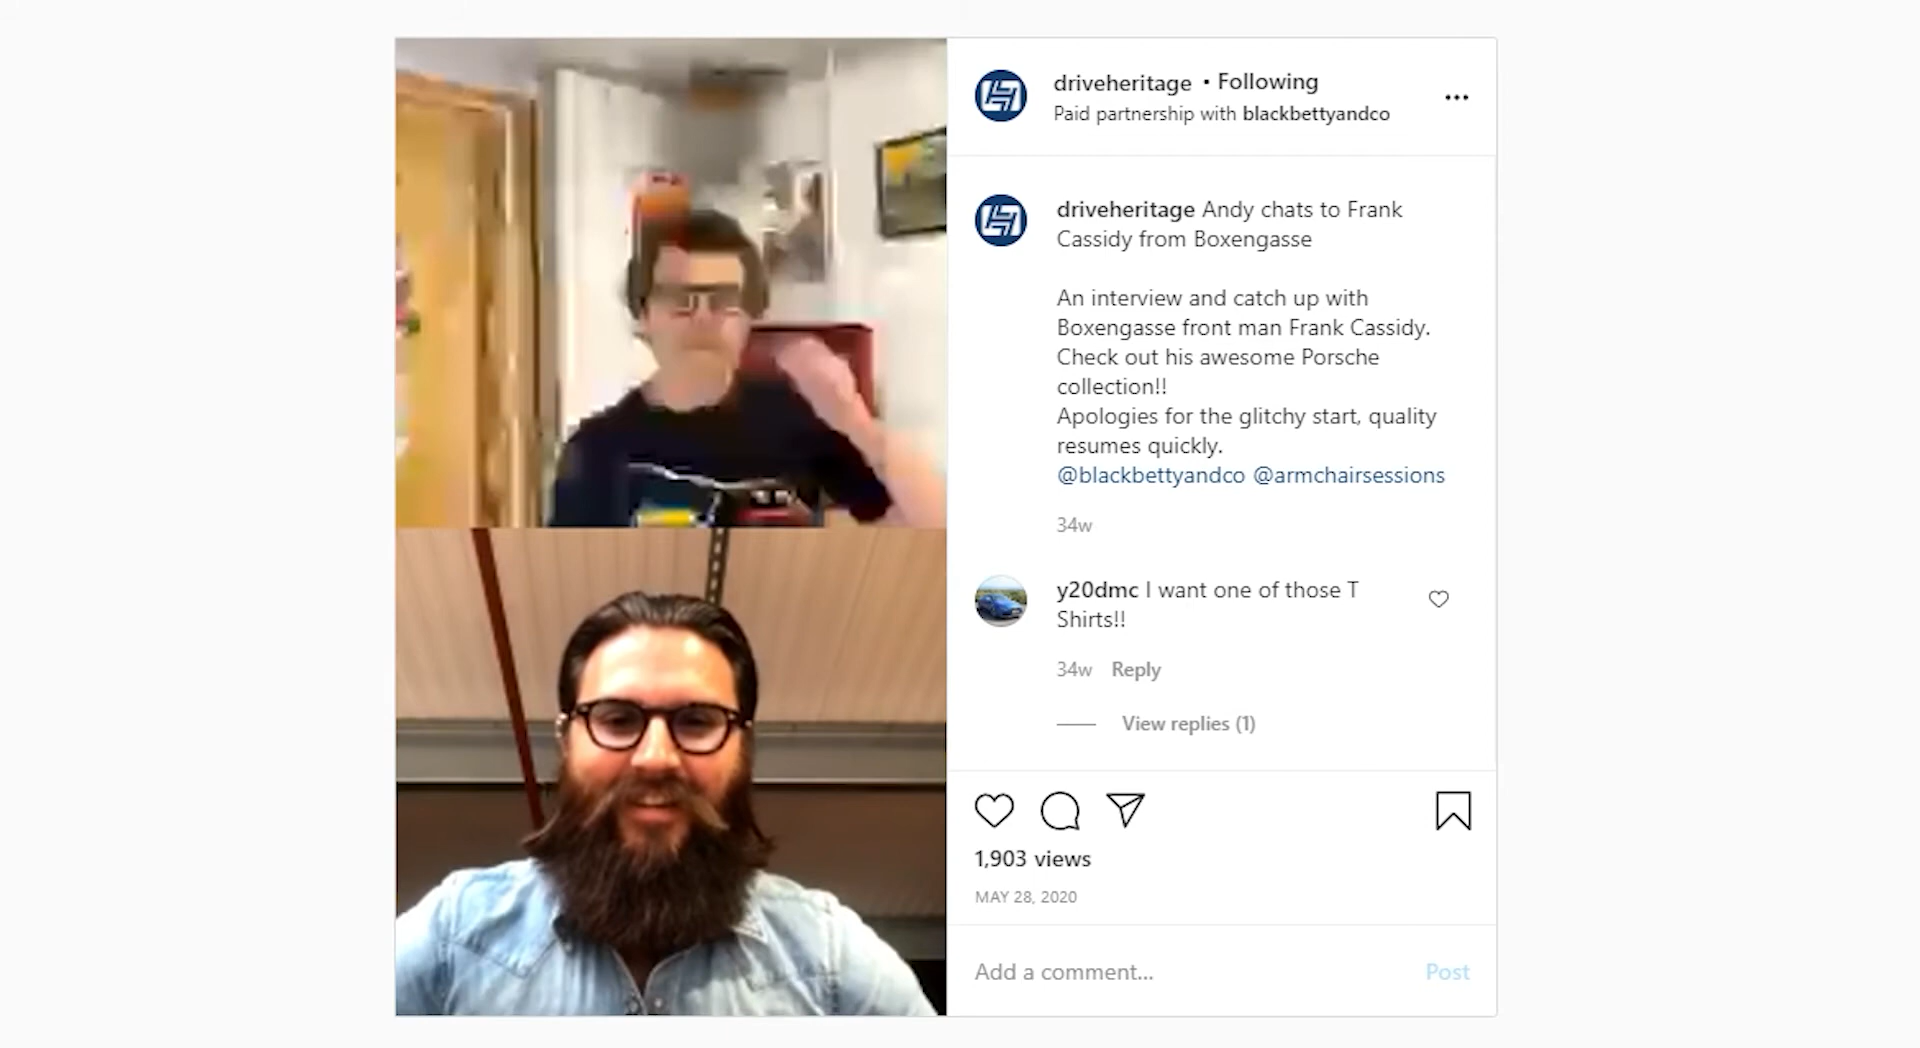 driveheritage • Following
Paid partnership with blackbettyandco
driveheritage Andy chats to Frank
Cassidy from Boxengasse
An interview and catch up with
Boxengasse front man Frank Cassidy.
Check out his awesome Porsche
collection!!
Apologies for the glitchy start, quality
resumes quickly.
@blackbettyandco @armchairsessions
34w
y20dmc I want one of those T
Shirts!!
34w Reply
View replies (1)
1,903 views
MAY 28, 2020
Add a comment...
Post